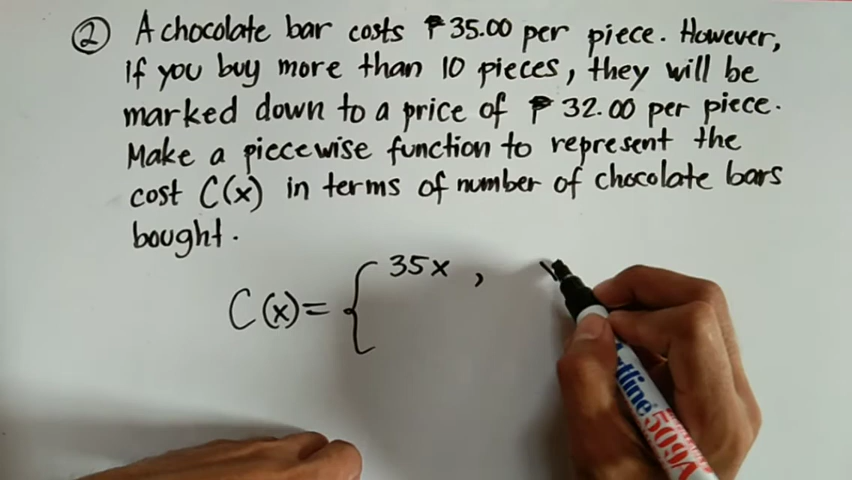 ② A chocolate bar costs ₱35.00 per piece. However,
if you buy more than 10 pieces, they will be
marked down to a price of ₱ 32.00 per piece.
Make a piecewise function to represent the
cost C(x) in terms of number of chocolate bars
bought.
35x ,
C(x)= {
Artline 509A